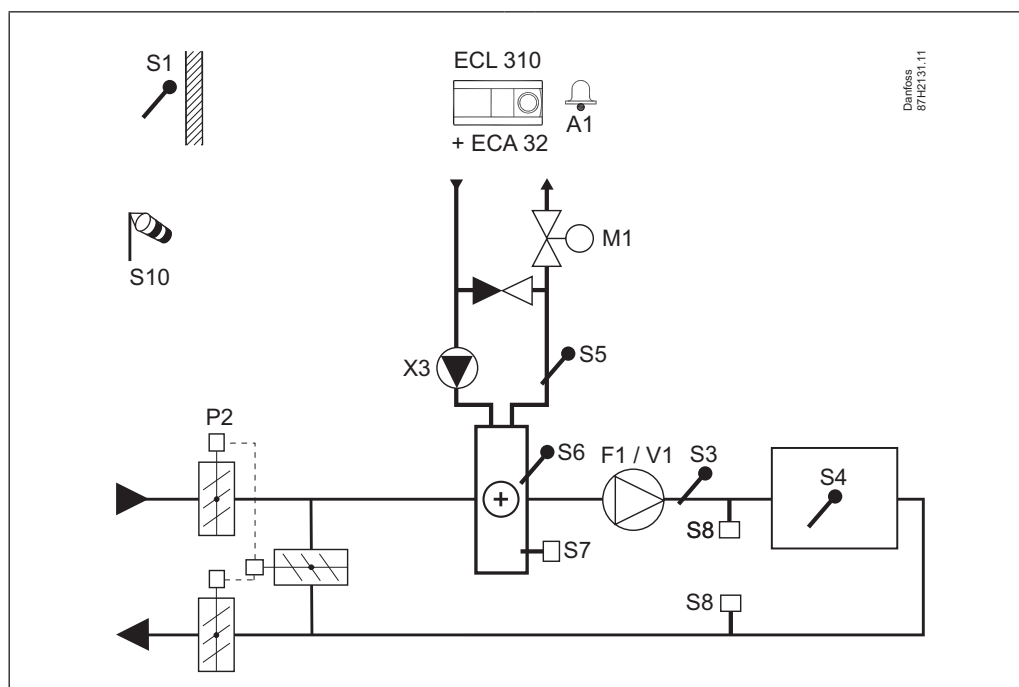 S1
ECL 310
A1
+ ECA 32
Danfoss
87H2131.11
S10
M1
X3
S5
P2
S6
F1 / V1
S3
S4
S8
S7
S8